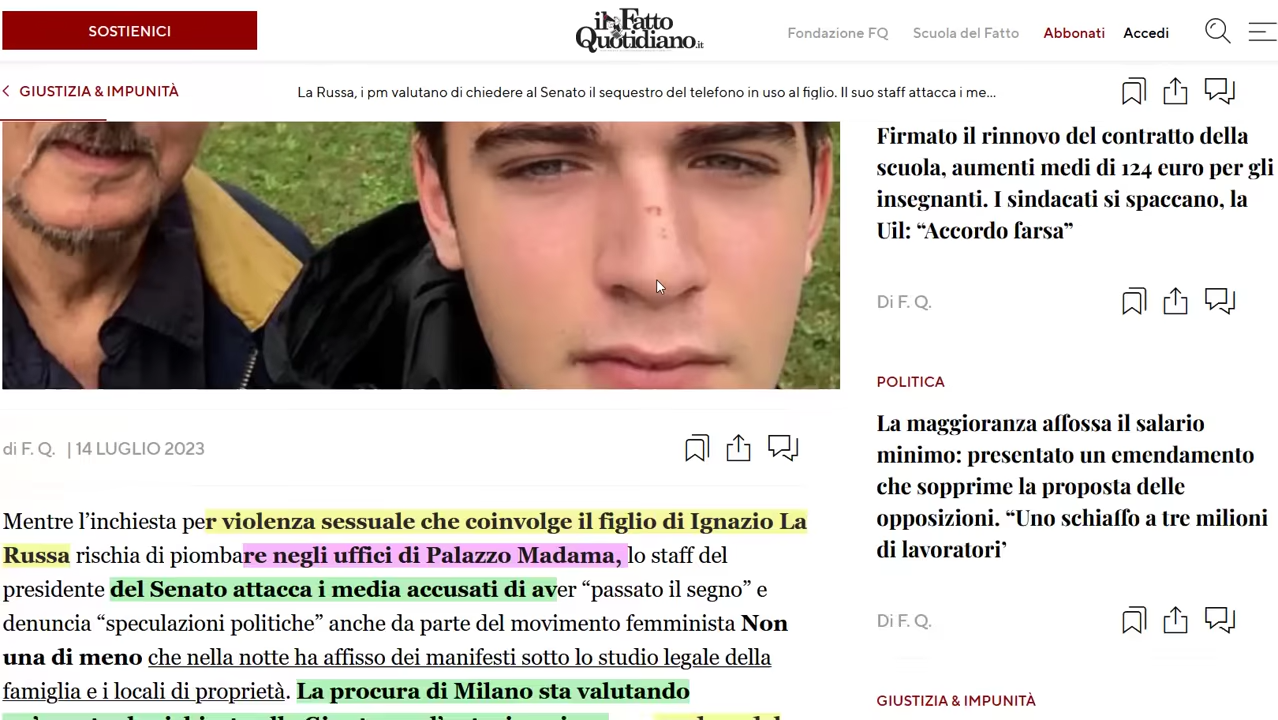 SOSTIENICI
il Fatto
Quotidiano.it
Fondazione FQ
Scuola del Fatto
Abbonati
Accedi
GIUSTIZIA & IMPUNITÀ
La Russa, i pm valutano di chiedere al Senato il sequestro del telefono in uso al figlio. Il suo staff attacca i me...
di F. Q. | 14 LUGLIO 2023
Mentre l’inchiesta per violenza sessuale che coinvolge il figlio di Ignazio La
Russa rischia di piombare negli uffici di Palazzo Madama, lo staff del
presidente del Senato attacca i media accusati di aver “passato il segno” e
denuncia “speculazioni politiche” anche da parte del movimento femminista Non
una di meno che nella notte ha affisso dei manifesti sotto lo studio legale della
famiglia e i locali di proprietà. La procura di Milano sta valutando
Firmato il rinnovo del contratto della
scuola, aumenti medi di 124 euro per gli
insegnanti. I sindacati si spaccano, la
Uil: “Accordo farsa”
Di F. Q.
POLITICA
La maggioranza affossa il salario
minimo: presentato un emendamento
che sopprime la proposta delle
opposizioni. “Uno schiaffo a tre milioni
di lavoratori’
Di F. Q.
GIUSTIZIA & IMPUNITÀ